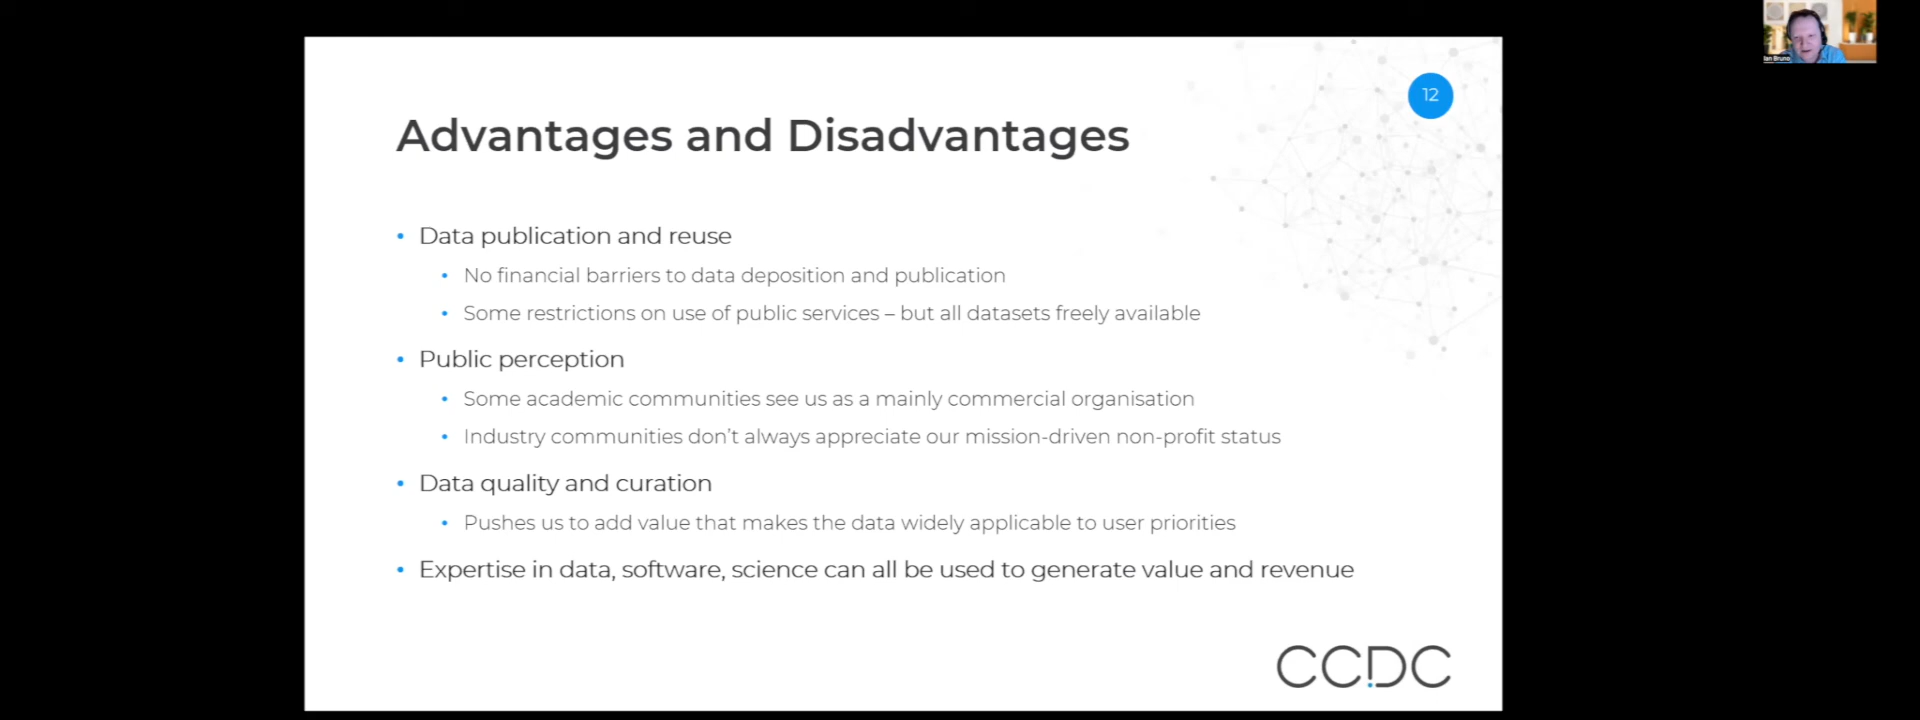 Ian Bruno
12
Advantages and Disadvantages
• Data publication and reuse
• No financial barriers to data deposition and publication
• Some restrictions on use of public services – but all datasets freely available
• Public perception
• Some academic communities see us as a mainly commercial organisation
• Industry communities don't always appreciate our mission-driven non-profit status
• Data quality and curation
• Pushes us to add value that makes the data widely applicable to user priorities
• Expertise in data, software, science can all be used to generate value and revenue
CCDC